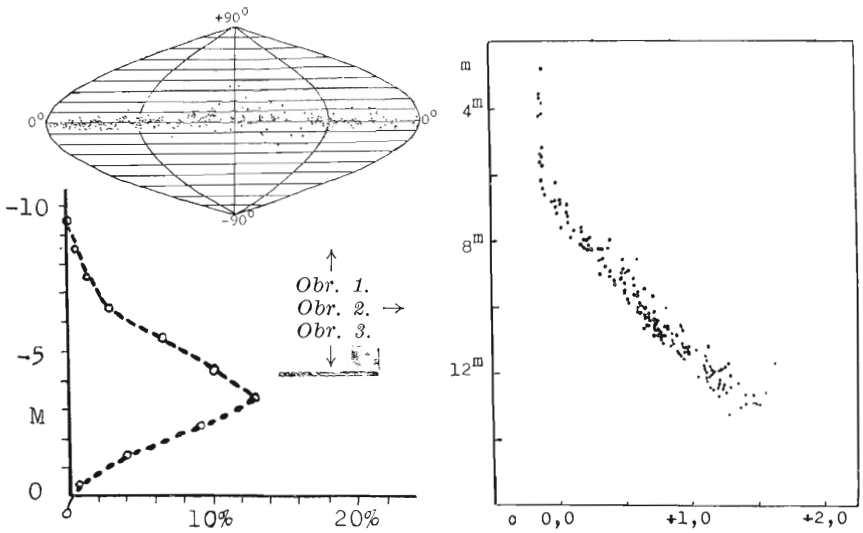 +90°
0°
0°
-90°
-10
-5
M
0
0
10%
20%
↑
Obr. 1.
Obr. 2. →
Obr. 3.
↓
m
4ᵐ
8ᵐ
12ᵐ
o
0,0
+1,0
+2,0